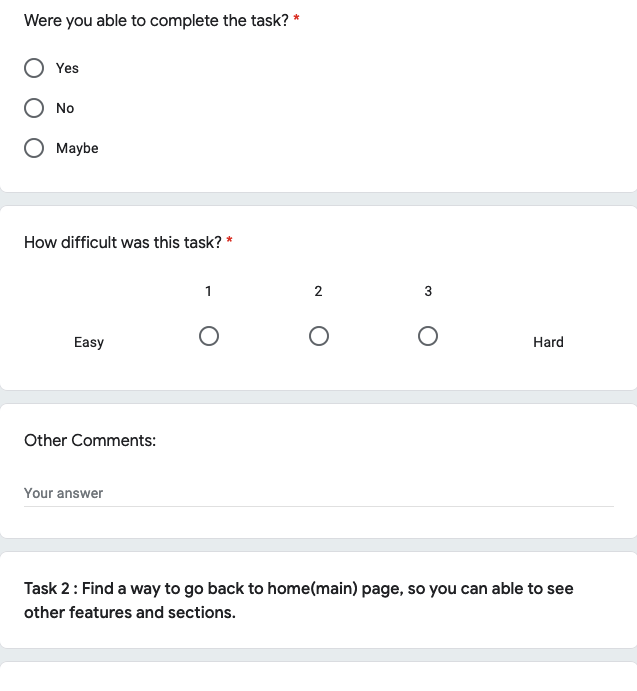 Were you able to complete the task? *
Yes
No
Maybe
How difficult was this task? *
1 2 3
Easy Hard
Other Comments:
Your answer
Task 2 : Find a way to go back to home(main) page, so you can able to see
other features and sections.